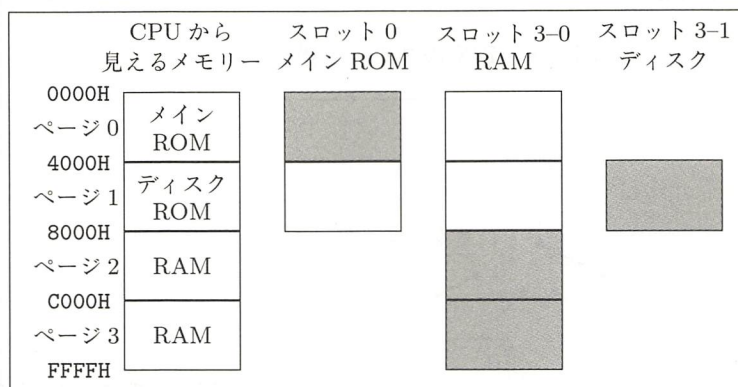 CPU から スロット 0 スロット 3–0 スロット 3–1
見えるメモリー メイン ROM RAM ディスク
0000H
ページ 0 メイン
ROM
4000H
ページ 1 ディスク
ROM
8000H
ページ 2 RAM
C000H
ページ 3 RAM
FFFFH